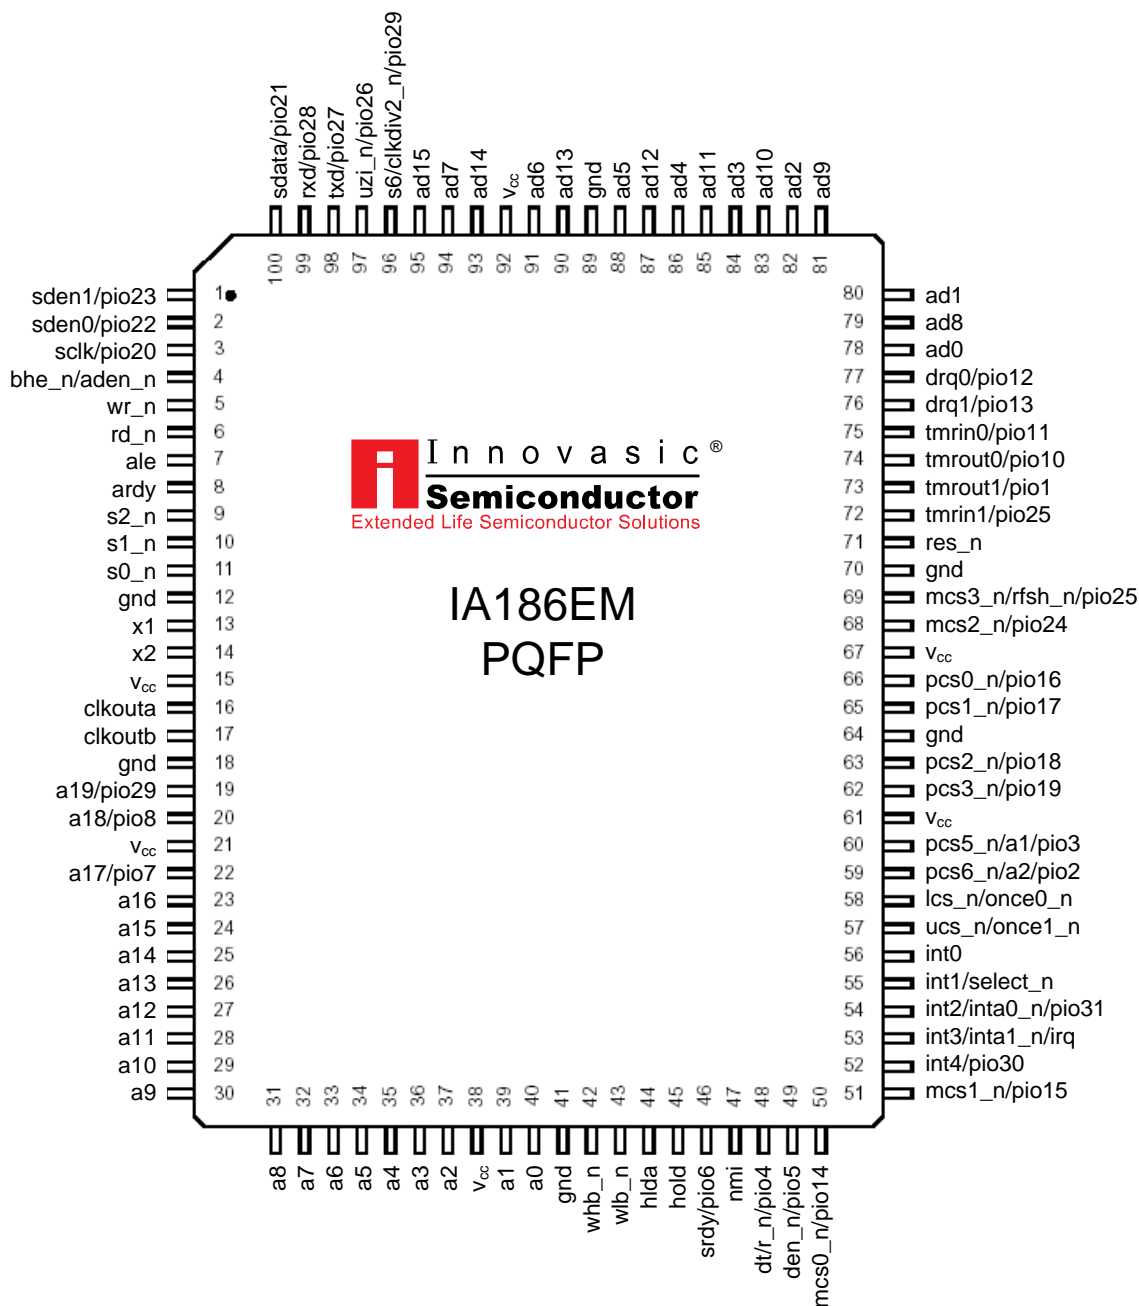 sdata/pio21
rxd/pio28
txd/pio27
uzi_n/pio26
s6/clkdiv2_n/pio29
ad15
ad7
ad14
vcc
ad6
ad13
gnd
ad5
ad12
ad4
ad11
ad3
ad10
ad2
ad9
100
99
98
97
96
95
94
93
92
91
90
89
88
87
86
85
84
83
82
81
sden1/pio23 1
sden0/pio22 2
sclk/pio20 3
bhe_n/aden_n 4
wr_n 5
rd_n 6
ale 7
ardy 8
s2_n 9
s1_n 10
s0_n 11
gnd 12
x1 13
x2 14
vcc 15
clkouta 16
clkoutb 17
gnd 18
a19/pio29 19
a18/pio8 20
vcc 21
a17/pio7 22
a16 23
a15 24
a14 25
a13 26
a12 27
a11 28
a10 29
a9 30
i Innovasic ®
Semiconductor
Extended Life Semiconductor Solutions
IA186EM
PQFP
80 ad1
79 ad8
78 ad0
77 drq0/pio12
76 drq1/pio13
75 tmrin0/pio11
74 tmrout0/pio10
73 tmrout1/pio1
72 tmrin1/pio25
71 res_n
70 gnd
69 mcs3_n/rfsh_n/pio25
68 mcs2_n/pio24
67 vcc
66 pcs0_n/pio16
65 pcs1_n/pio17
64 gnd
63 pcs2_n/pio18
62 pcs3_n/pio19
61 vcc
60 pcs5_n/a1/pio3
59 pcs6_n/a2/pio2
58 lcs_n/once0_n
57 ucs_n/once1_n
56 int0
55 int1/select_n
54 int2/inta0_n/pio31
53 int3/inta1_n/irq
52 int4/pio30
51 mcs1_n/pio15
31
32
33
34
35
36
37
38
39
40
41
42
43
44
45
46
47
48
49
50
a8
a7
a6
a5
a4
a3
a2
vcc
a1
a0
gnd
whb_n
wlb_n
hlda
hold
srdy/pio6
nmi
dt/r_n/pio4
den_n/pio5
mcs0_n/pio14